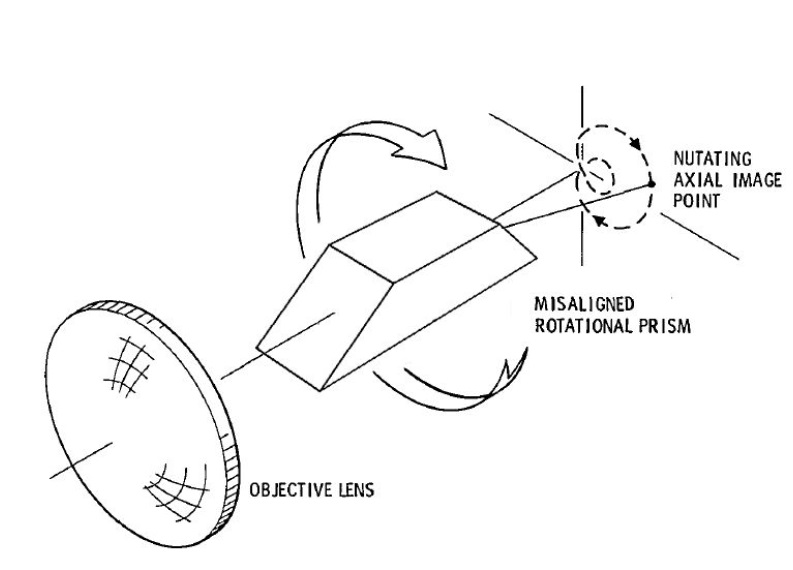 NUTATING
AXIAL IMAGE
POINT
MISALIGNED
ROTATIONAL PRISM
OBJECTIVE LENS